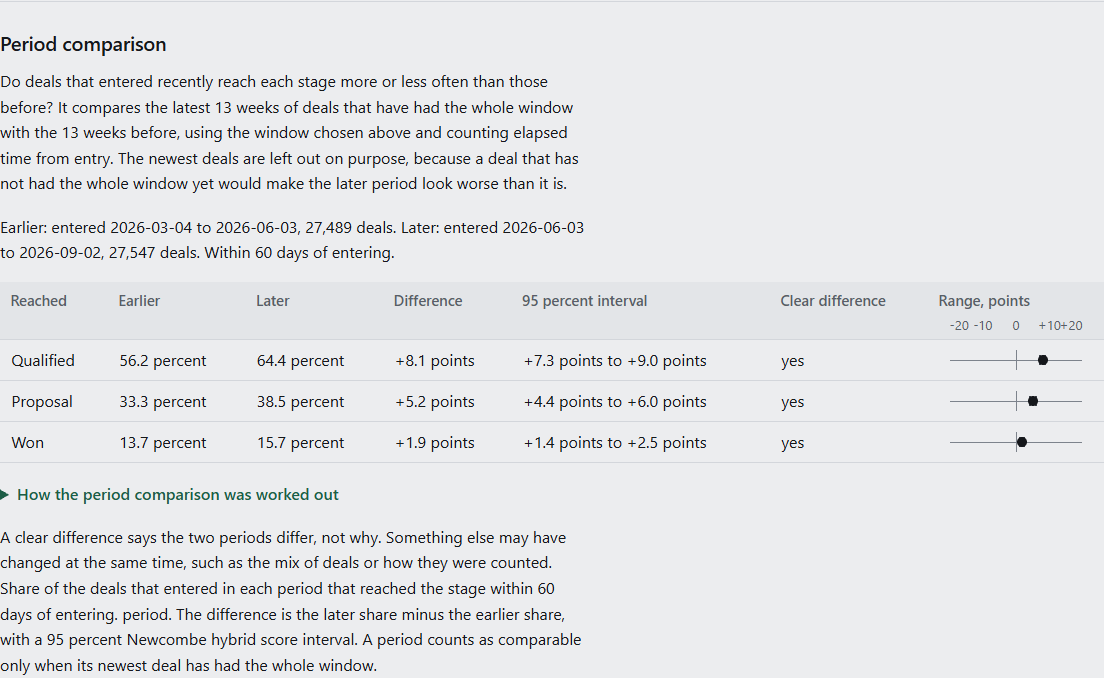 Period comparison
Do deals that entered recently reach each stage more or less often than those
before? It compares the latest 13 weeks of deals that have had the whole window
with the 13 weeks before, using the window chosen above and counting elapsed
time from entry. The newest deals are left out on purpose, because a deal that has
not had the whole window yet would make the later period look worse than it is.
Earlier: entered 2026-03-04 to 2026-06-03, 27,489 deals. Later: entered 2026-06-03
to 2026-09-02, 27,547 deals. Within 60 days of entering.
Reached Earlier Later Difference 95 percent interval Clear difference Range, points
-20 -10 0 +10+20
Qualified 56.2 percent 64.4 percent +8.1 points +7.3 points to +9.0 points yes
Proposal 33.3 percent 38.5 percent +5.2 points +4.4 points to +6.0 points yes
Won 13.7 percent 15.7 percent +1.9 points +1.4 points to +2.5 points yes
How the period comparison was worked out
A clear difference says the two periods differ, not why. Something else may have
changed at the same time, such as the mix of deals or how they were counted.
Share of the deals that entered in each period that reached the stage within 60
days of entering. period. The difference is the later share minus the earlier share,
with a 95 percent Newcombe hybrid score interval. A period counts as comparable
only when its newest deal has had the whole window.